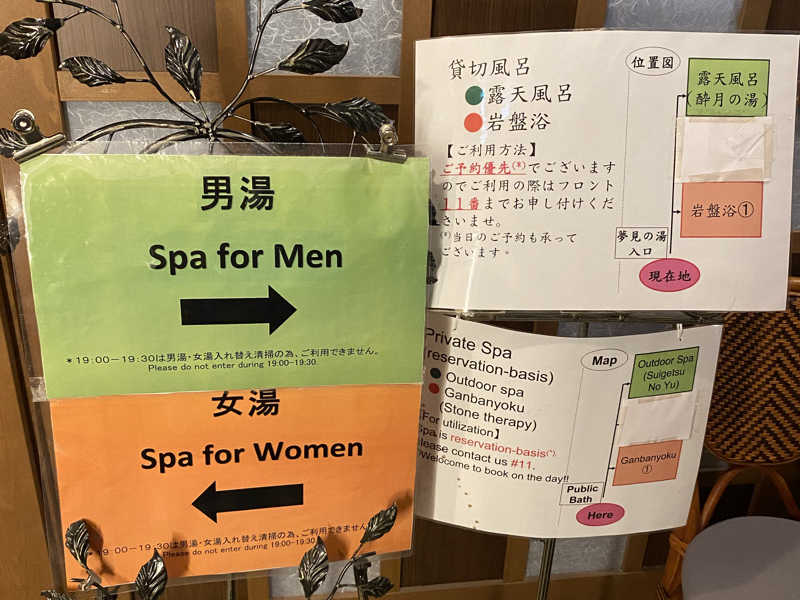 男湯
Spa for Men
*19:00-19:30は男湯・女湯入れ替え清掃の為、ご利用できません。
Please do not enter during 19:00-19:30.
女湯
Spa for Women
*19:00-19:30は男湯・女湯入れ替え清掃の為、ご利用できません
Please do not enter during 19:00-19:30.
貸切風呂
露天風呂
岩盤浴
【ご利用方法】
ご予約優先(*)でございます
のでご利用の際はフロント
11番までお申し付けくだ
さいませ。
(*)当日のご予約も承って
ございます。
位置図
露天風呂
(酔月の湯)
岩盤浴①
夢見の湯
入口
現在地
Private Spa
(reservation-basis)
Outdoor spa
Ganbanyoku
(Stone therapy)
【For utilization】
Spa is reservation-basis(*).
Please contact us #11.
*Welcome to book on the day!!
Map
Outdoor Spa
(Suigetsu
No Yu)
Ganbanyoku
①
Public
Bath
Here